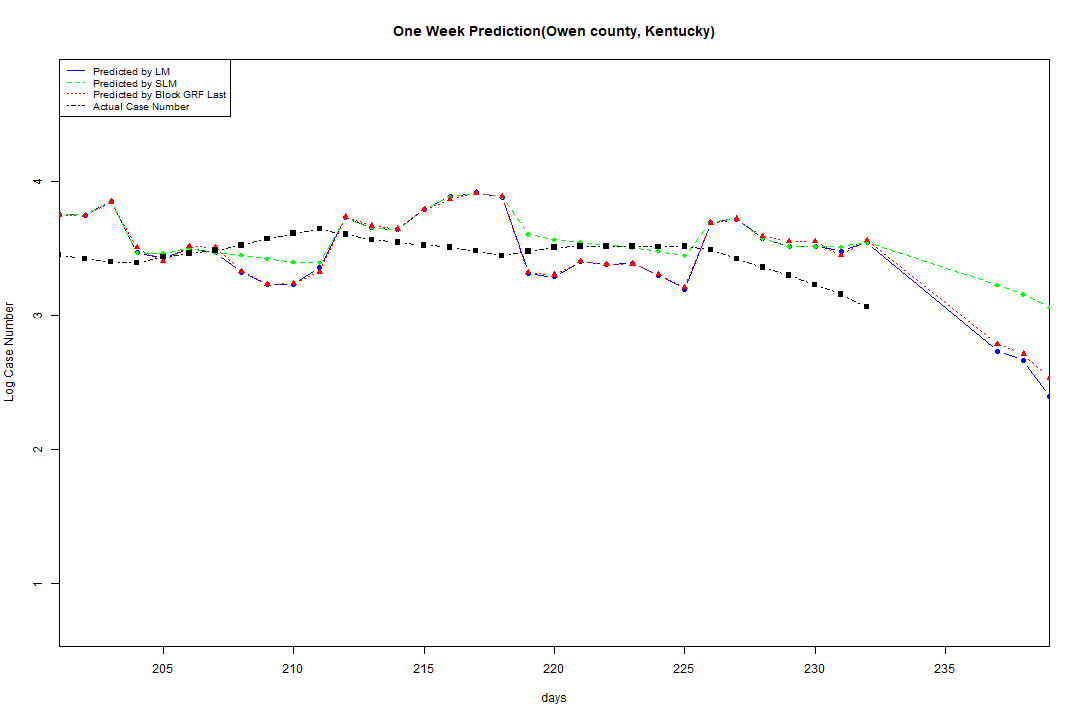 One Week Prediction(Owen county, Kentucky)
Predicted by LM
Predicted by SLM
Predicted by Block GRF Last
Actual Case Number
Log Case Number
4
3
2
1
205 210 215 220 225 230 235
days